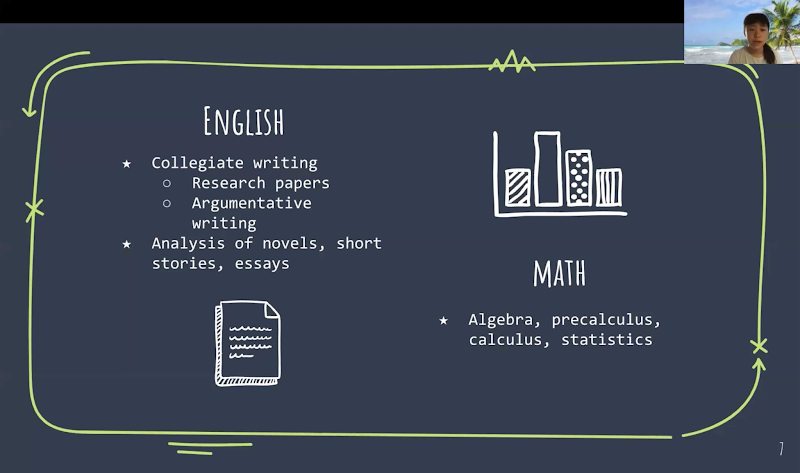 ENGLISH
★ Collegiate writing
○ Research papers
○ Argumentative
writing
★ Analysis of novels, short
stories, essays
MATH
★ Algebra, precalculus,
calculus, statistics
7